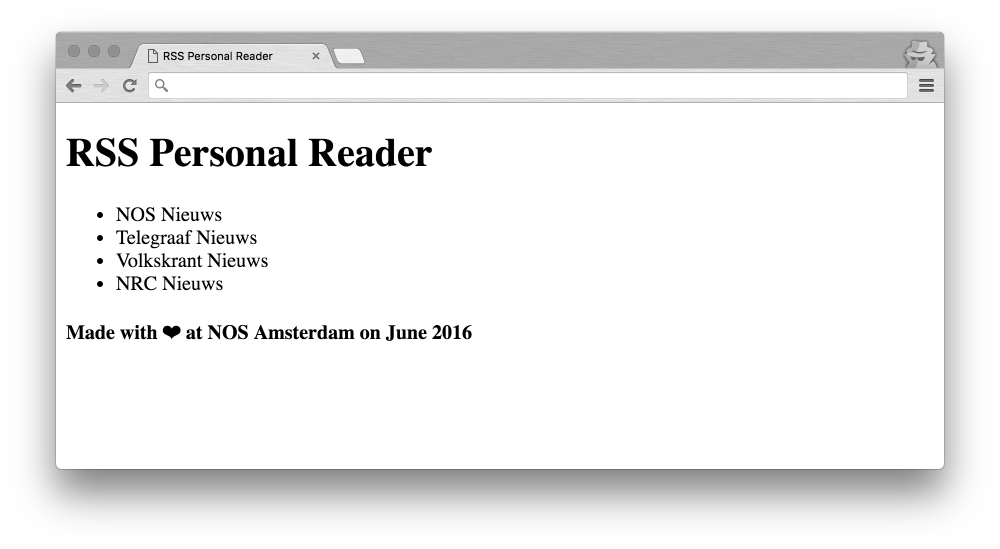 RSS Personal Reader
RSS Personal Reader
• NOS Nieuws
• Telegraaf Nieuws
• Volkskrant Nieuws
• NRC Nieuws
Made with ❤ at NOS Amsterdam on June 2016